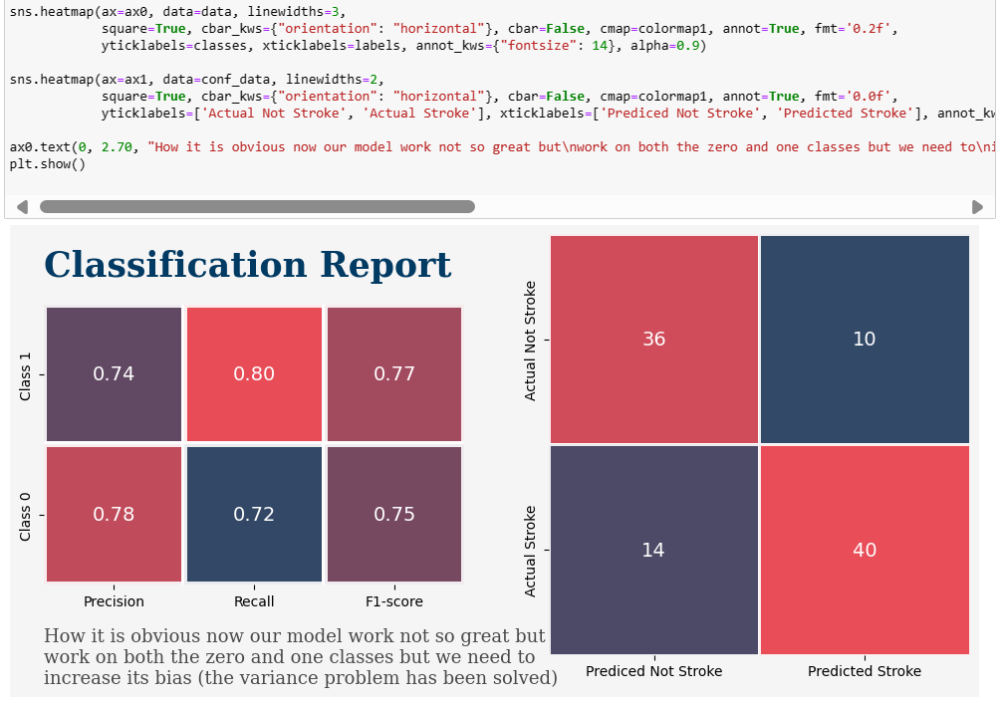 sns.heatmap(ax=ax0, data=data, linewidths=3,
square=True, cbar_kws={"orientation": "horizontal"}, cbar=False, cmap=colormap1, annot=True, fmt='0.2f',
yticklabels=classes, xticklabels=labels, annot_kws={"fontsize": 14}, alpha=0.9)
sns.heatmap(ax=ax1, data=conf_data, linewidths=2,
square=True, cbar_kws={"orientation": "horizontal"}, cbar=False, cmap=colormap1, annot=True, fmt='0.0f',
yticklabels=['Actual Not Stroke', 'Actual Stroke'], xticklabels=['Prediced Not Stroke', 'Predicted Stroke'], annot_kw
ax0.text(0, 2.70, "How it is obvious now our model work not so great but\nwork on both the zero and one classes but we need to\ni
plt.show()
Classification Report
Class 1
0.74 0.80 0.77
Class 0
0.78 0.72 0.75
Precision Recall F1-score
How it is obvious now our model work not so great but
work on both the zero and one classes but we need to
increase its bias (the variance problem has been solved)
Actual Not Stroke
36 10
Actual Stroke
14 40
Prediced Not Stroke Predicted Stroke